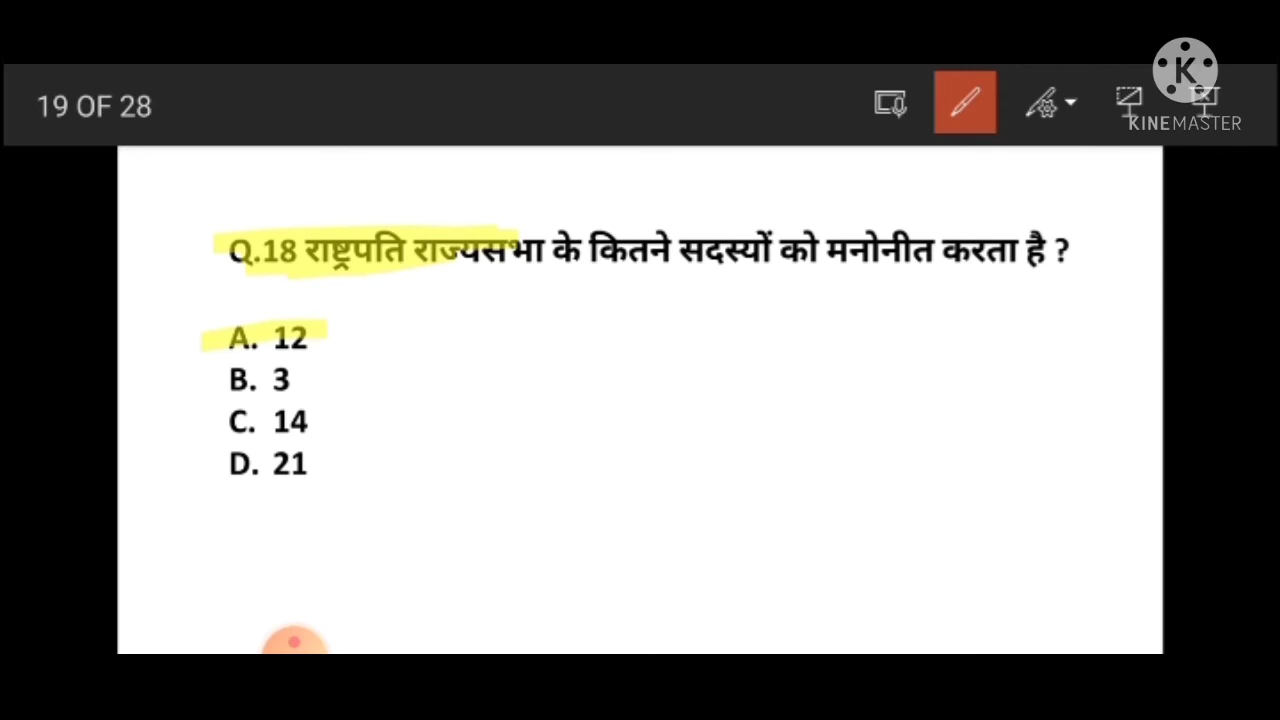 19 OF 28
K
KINEMASTER
Q.18 राष्ट्रपति राज्यसभा के कितने सदस्यों को मनोनीत करता है ?
A. 12
B. 3
C. 14
D. 21